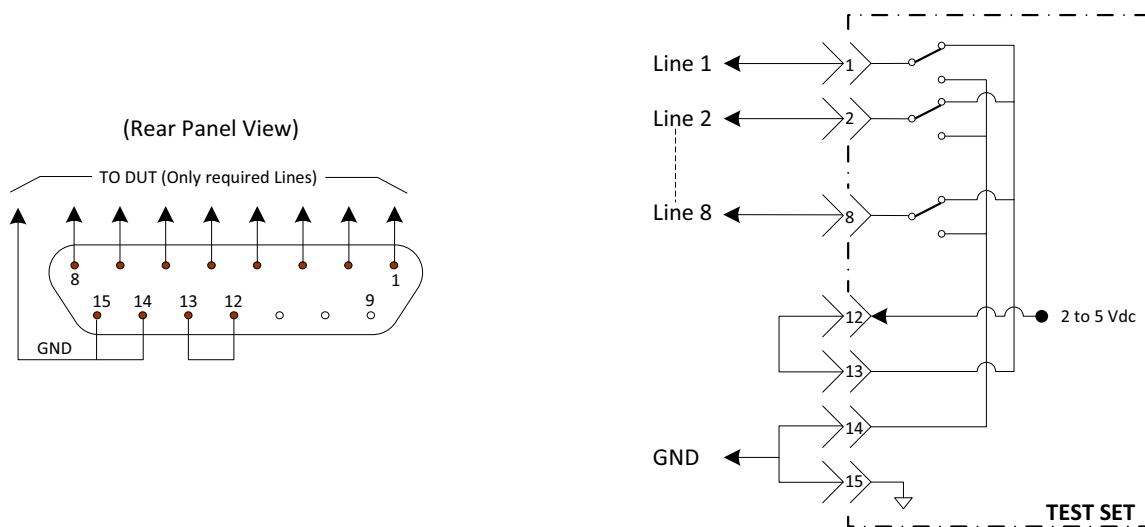 (Rear Panel View)
TO DUT (Only required Lines)
8
1
15
14
13
12
9
GND
Line 1
1
Line 2
2
Line 8
8
12
2 to 5 Vdc
13
14
GND
15
TEST SET